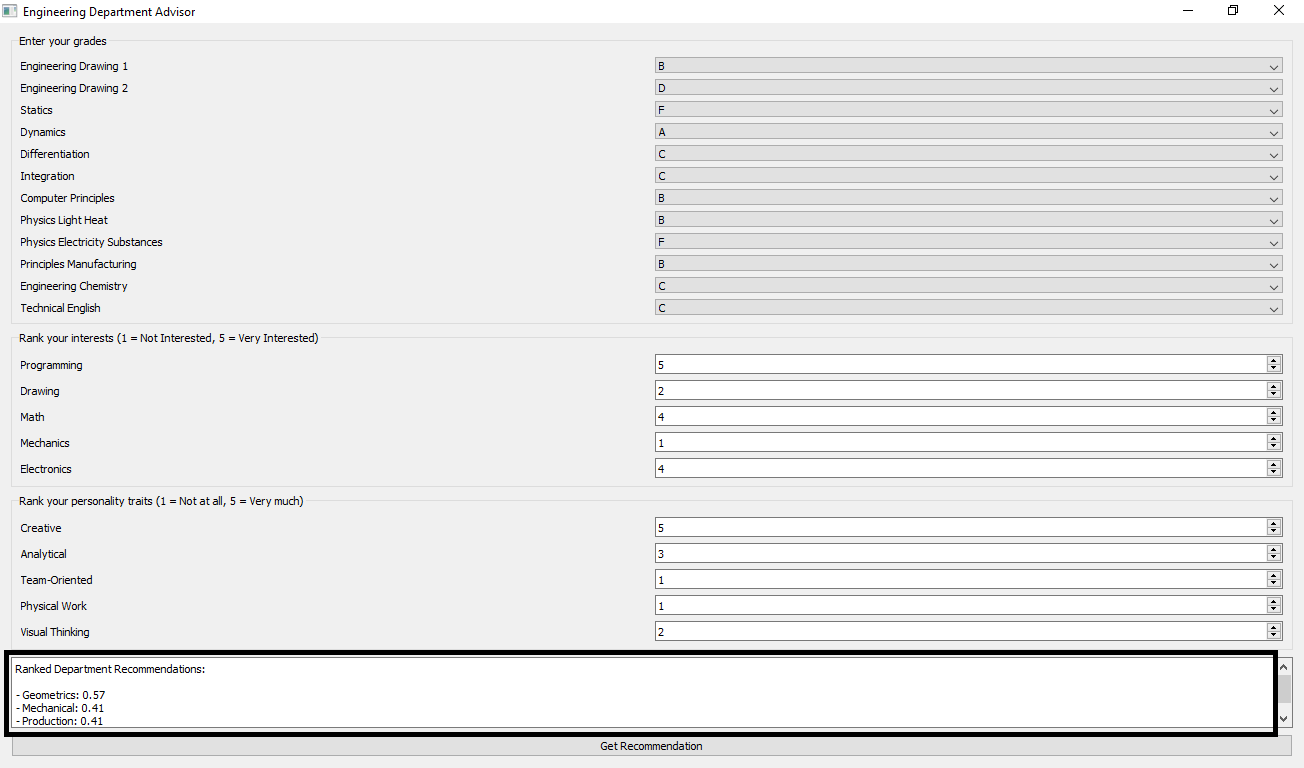 Engineering Department Advisor
Enter your grades
Engineering Drawing 1 B
Engineering Drawing 2 D
Statics F
Dynamics A
Differentiation C
Integration C
Computer Principles B
Physics Light Heat B
Physics Electricity Substances F
Principles Manufacturing B
Engineering Chemistry C
Technical English C
Rank your interests (1 = Not Interested, 5 = Very Interested)
Programming 5
Drawing 2
Math 4
Mechanics 1
Electronics 4
Rank your personality traits (1 = Not at all, 5 = Very much)
Creative 5
Analytical 3
Team-Oriented 1
Physical Work 1
Visual Thinking 2
Ranked Department Recommendations:
- Geometrics: 0.57
- Mechanical: 0.41
- Production: 0.41
Get Recommendation